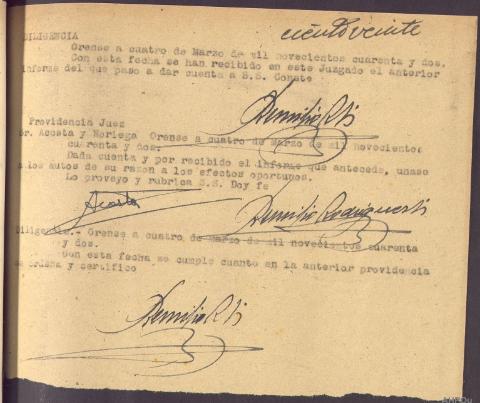 ciento veinte
DILIGENCIA
Orense a cuatro de Marzo de mil novecientos cuarenta y dos.
Con esta fecha se han recibido en este Juzgado el anterior
informe del que paso a dar cuenta a S.S. Conste
Providencia Juez
Sr. Acosta y Noriega Orense a cuatro de Marzo de mil novecientos
cuarenta y dos.
Dada cuenta y por recibido el informe que antecede, unase
a los autos de su razon a los efectos oportunos.
Lo proveyo y rubrica S.S. Doy fe
Acosta
Diligencia.- Orense a cuatro de Marzo de mil novecientos cuarenta
y dos.
Con esta fecha se cumple cuanto en la anterior providencia
se ordena y certifico